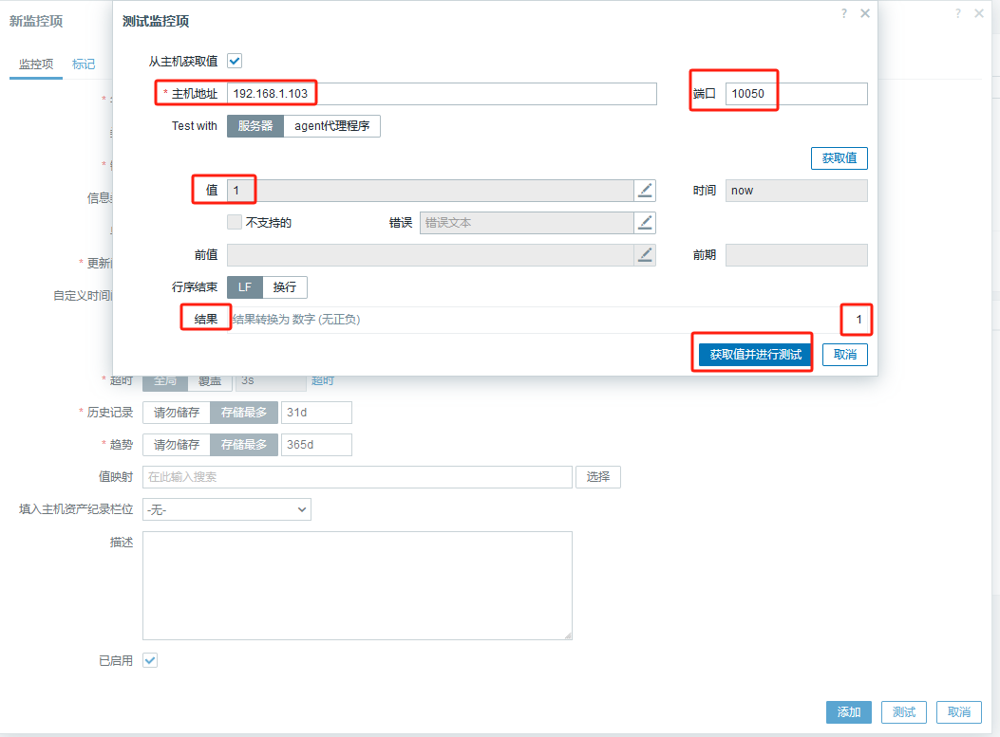 新监控项
? ×
监控项 标记
测试监控项
? ×
从主机获取值
* 主机地址 192.168.1.103 端口 10050
Test with 服务器 agent代理程序
获取值
值 1 时间 now
不支持的 错误 错误文本
前值 前期
行序结束 LF 换行
结果 结果转换为 数字 (无正负) 1
获取值并进行测试 取消
*
*
信息
* 更新
自定义时间
* 超时 全局 覆盖 3s 超时
* 历史记录 请勿储存 存储最多 31d
* 趋势 请勿储存 存储最多 365d
值映射 在此输入搜索 选择
填入主机资产纪录栏位 -无-
描述
已启用
添加 测试 取消